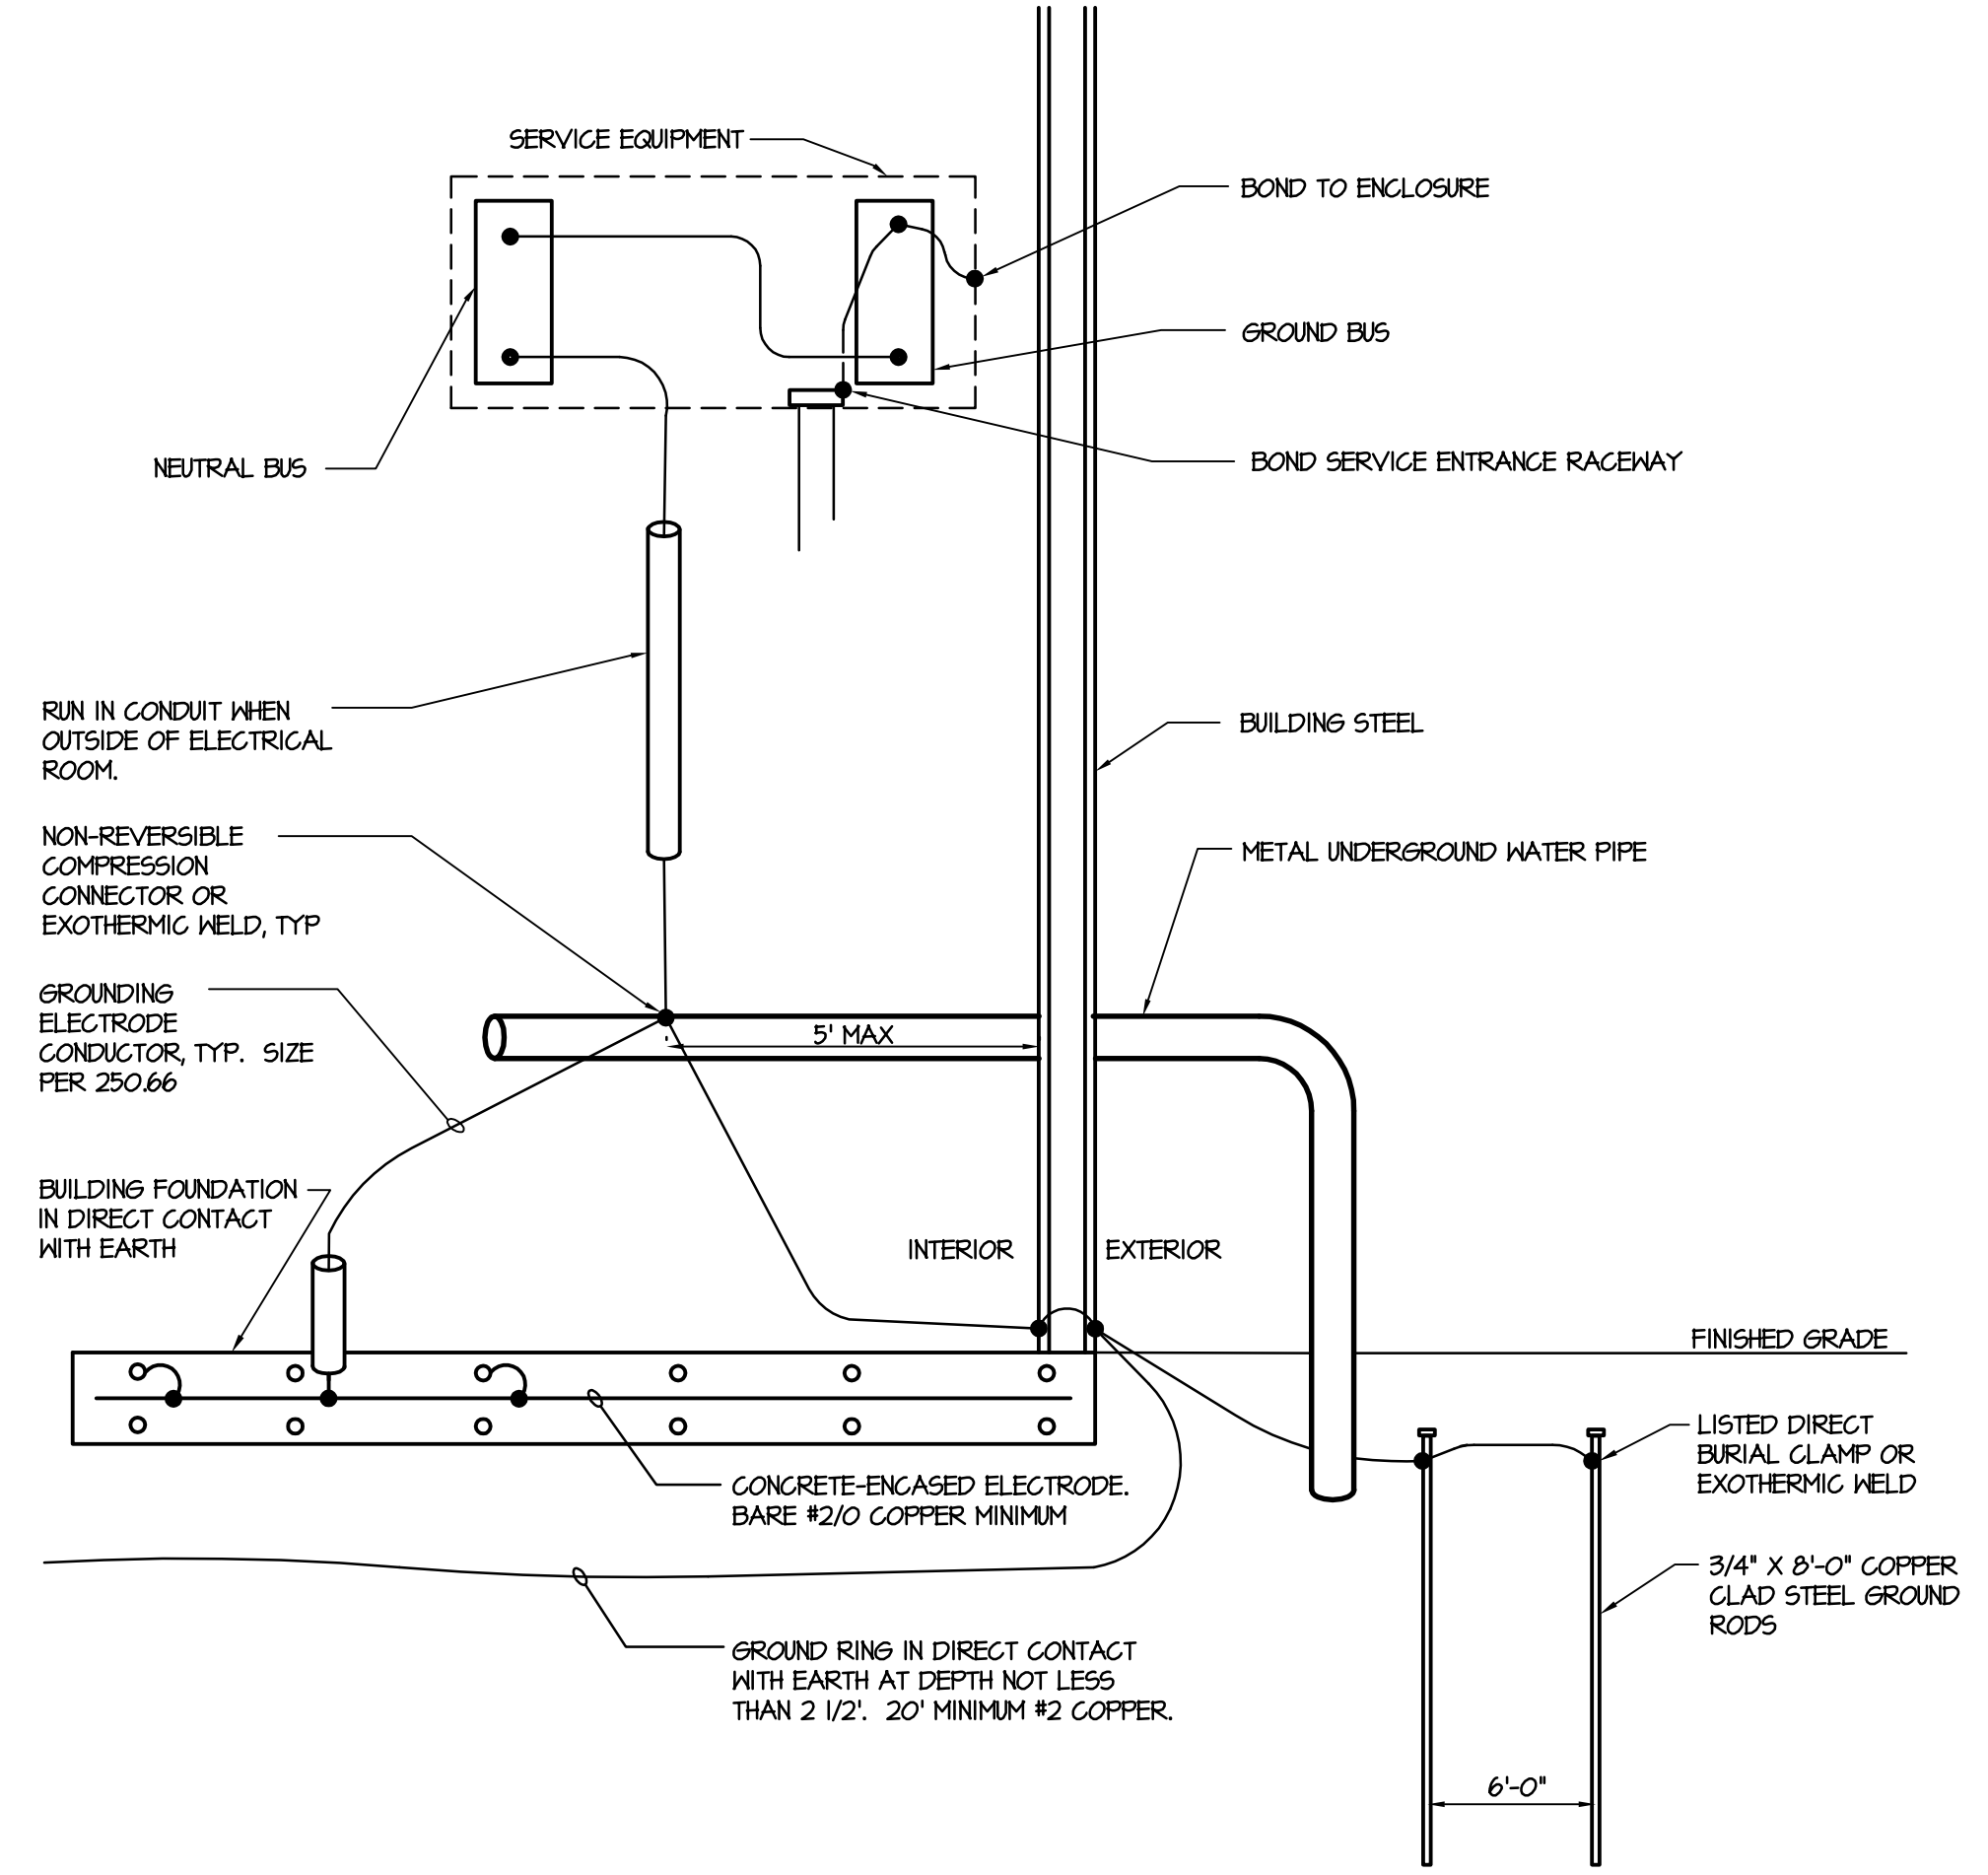 SERVICE EQUIPMENT
BOND TO ENCLOSURE
GROUND BUS
NEUTRAL BUS
BOND SERVICE ENTRANCE RACEWAY
RUN IN CONDUIT WHEN
OUTSIDE OF ELECTRICAL
ROOM.
BUILDING STEEL
NON-REVERSIBLE
COMPRESSION
CONNECTOR OR
EXOTHERMIC WELD, TYP
METAL UNDERGROUND WATER PIPE
GROUNDING
ELECTRODE
CONDUCTOR, TYP. SIZE
PER 250.66
5' MAX
BUILDING FOUNDATION
IN DIRECT CONTACT
WITH EARTH
INTERIOR
EXTERIOR
FINISHED GRADE
LISTED DIRECT
BURIAL CLAMP OR
EXOTHERMIC WELD
CONCRETE-ENCASED ELECTRODE.
BARE #2/0 COPPER MINIMUM
3/4" X 8'-0" COPPER
CLAD STEEL GROUND
RODS
GROUND RING IN DIRECT CONTACT
WITH EARTH AT DEPTH NOT LESS
THAN 2 1/2'. 20' MINIMUM #2 COPPER.
6'-0"